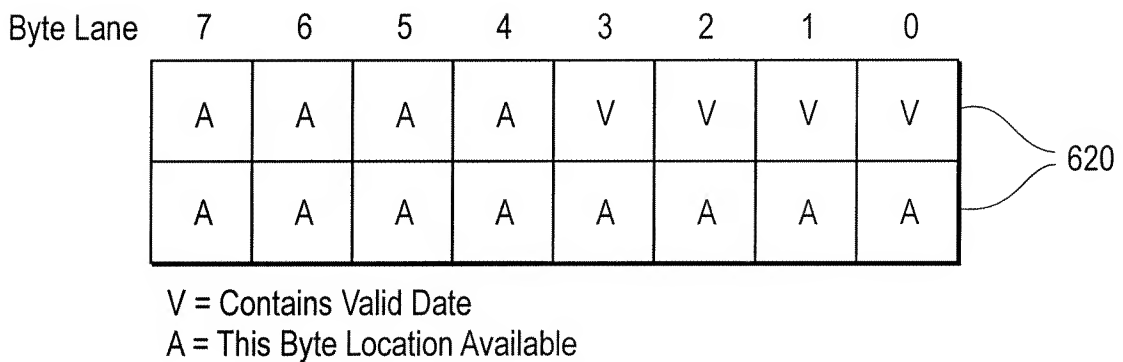 Byte Lane 7 6 5 4 3 2 1 0
A A A A V V V V
620
A A A A A A A A
V = Contains Valid Date
A = This Byte Location Available